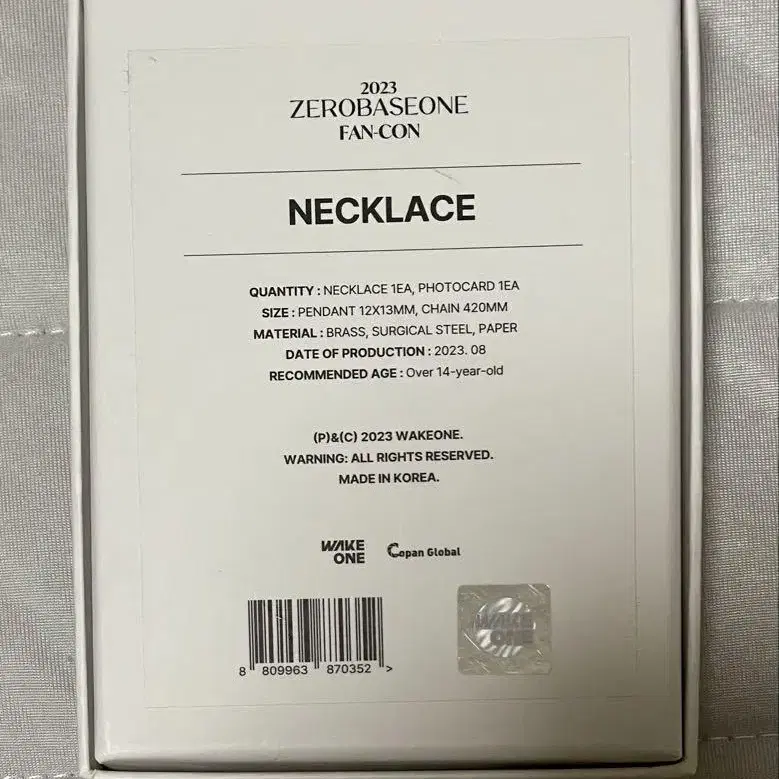 2023
ZEROBASEONE
FAN-CON
NECKLACE
QUANTITY : NECKLACE 1EA, PHOTOCARD 1EA
SIZE : PENDANT 12X13MM, CHAIN 420MM
MATERIAL : BRASS, SURGICAL STEEL, PAPER
DATE OF PRODUCTION : 2023. 08
RECOMMENDED AGE : Over 14-year-old
(P)&(C) 2023 WAKEONE.
WARNING: ALL RIGHTS RESERVED.
MADE IN KOREA.
WAKE
ONE
Copan Global
WAKE
ONE
8 809963 870352 >